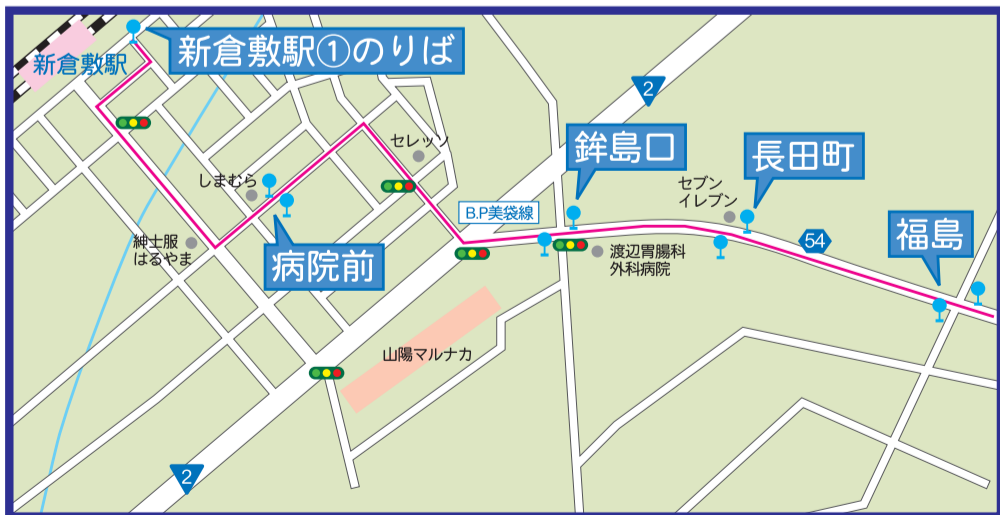 新倉敷駅
新倉敷駅①のりば
2
鉾島口
長田町
セレッソ
しまむら
セブン
イレブン
B.P美袋線
紳士服
はるやま
病院前
渡辺胃腸科
外科病院
54
福島
山陽マルナカ
2